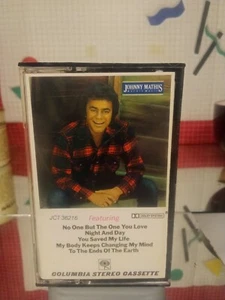 JOHNNY MATHIS
JCT 36216
Featuring
No One But The One You Love
Night And Day
You Saved My Life
My Body Keeps Changing My Mind
To The Ends Of The Earth
COLUMBIA STEREO CASSETTE